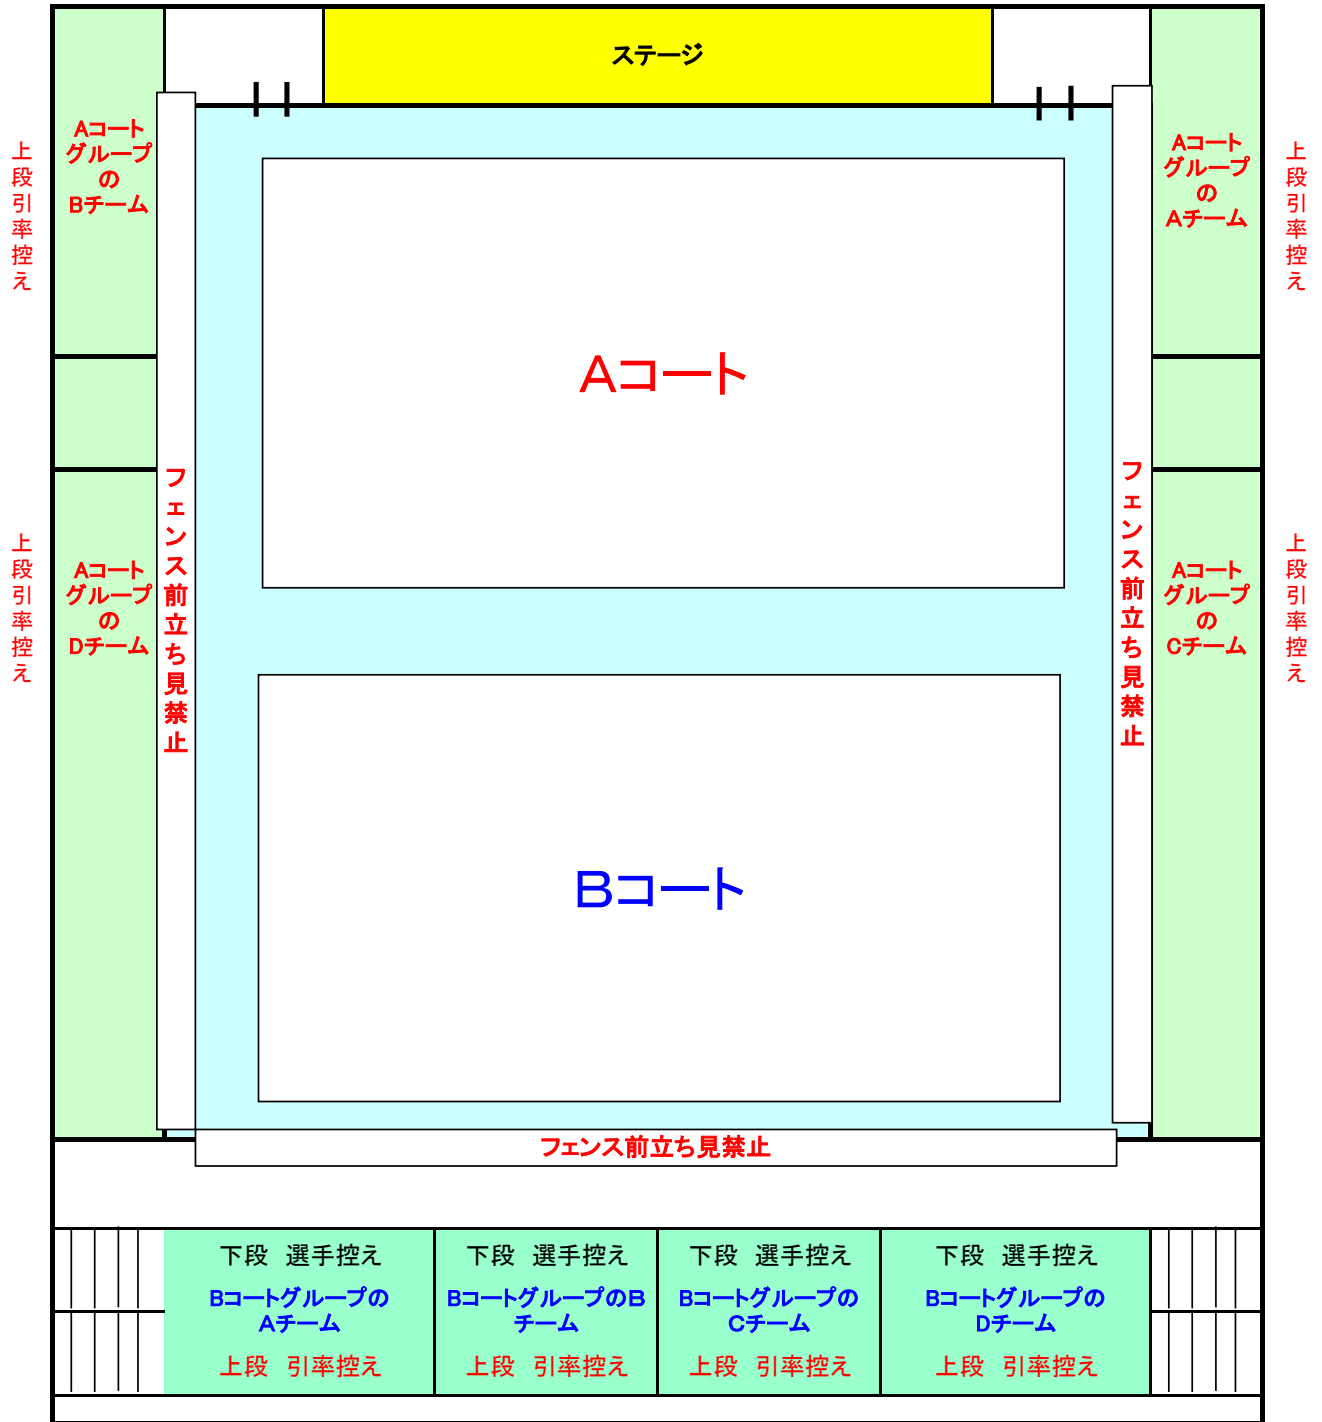 ステージ
Aコート
グループ
の
Bチーム
Aコート
グループ
の
Aチーム
上段引率控え
上段引率控え
Aコート
フェンス前立ち見禁止
フェンス前立ち見禁止
上段引率控え
上段引率控え
Aコート
グループ
の
Dチーム
Aコート
グループ
の
Cチーム
Bコート
フェンス前立ち見禁止
下段 選手控え
BコートグループのAチーム
上段 引率控え
下段 選手控え
BコートグループのB
チーム
上段 引率控え
下段 選手控え
Bコートグループの
Cチーム
上段 引率控え
下段 選手控え
Bコートグループの
Dチーム
上段 引率控え